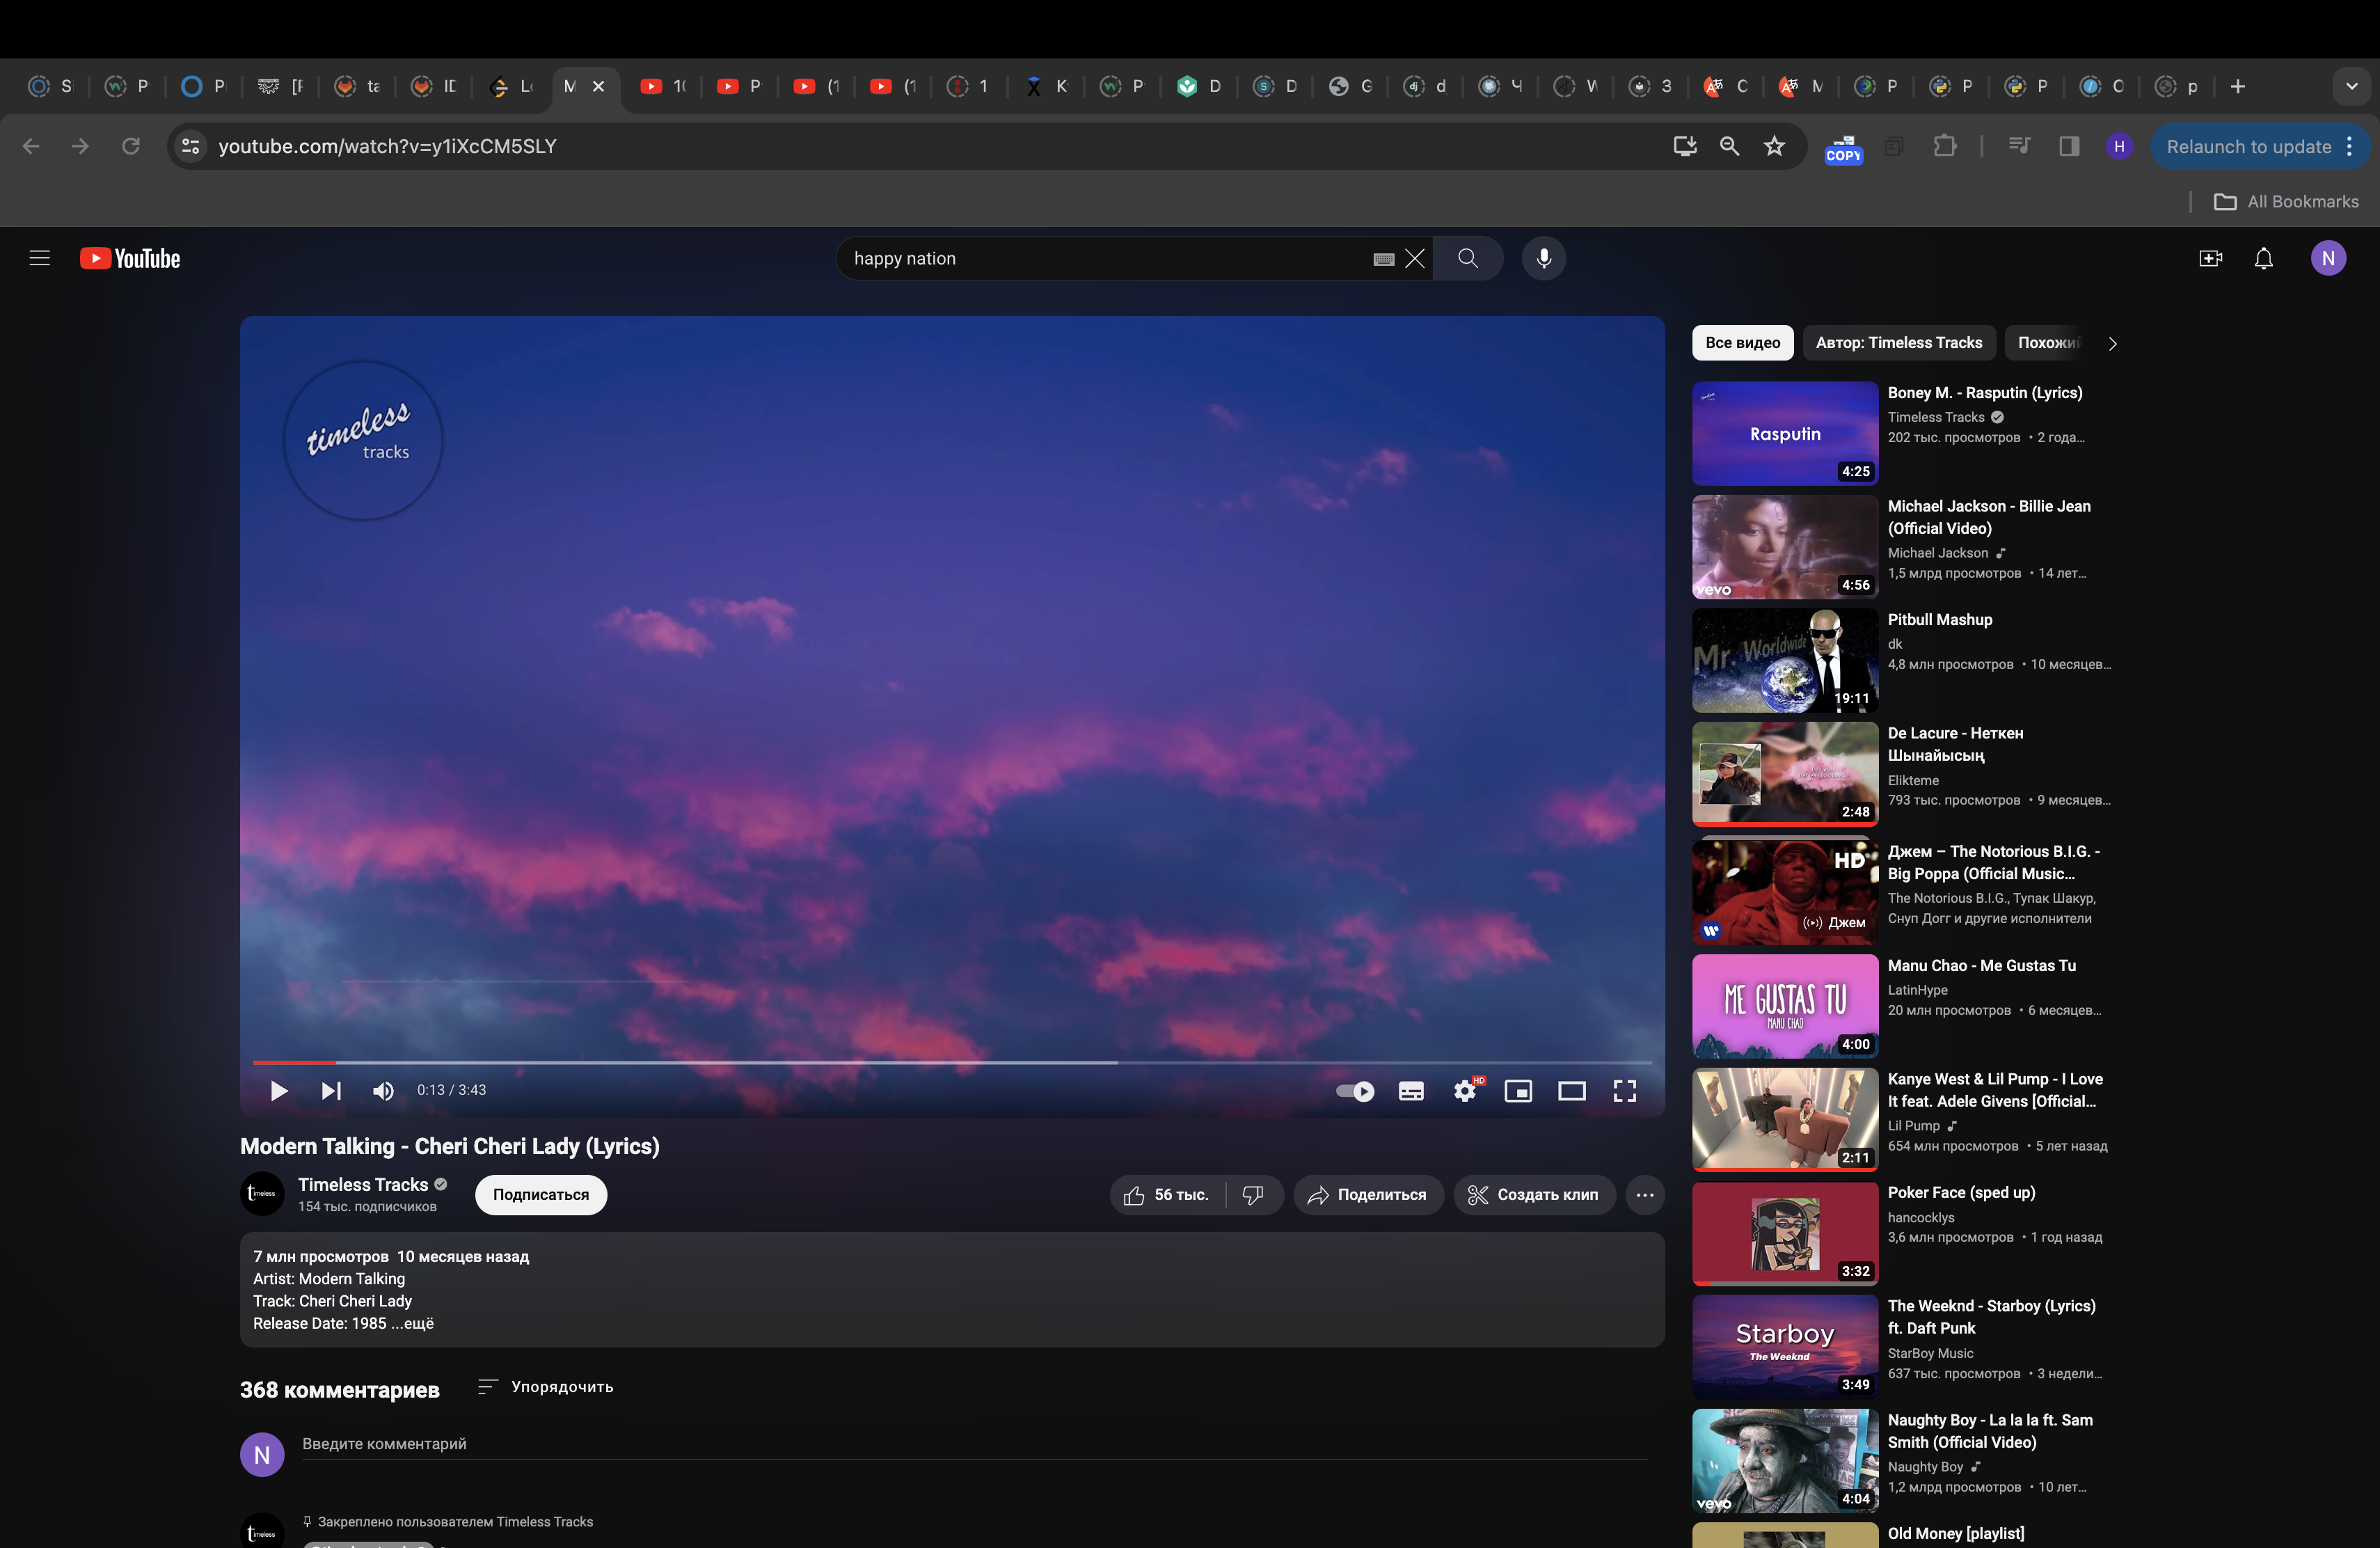 youtube.com/watch?v=y1iXcCM5SLY
COPY
H
Relaunch to update
All Bookmarks
YouTube
happy nation
N
timeless
tracks
Все видео
Автор: Timeless Tracks
Boney M. - Rasputin (Lyrics)
Timeless Tracks
202 тыс. просмотров • 2 года...
Rasputin
4:25
Michael Jackson - Billie Jean
(Official Video)
Michael Jackson
1,5 млрд просмотров • 14 лет...
vevo
4:56
Pitbull Mashup
dk
4,8 млн просмотров • 10 месяцев...
Mr. Worldwide
19:11
De Lacure - Неткен
Шынайысың
Elikteme
793 тыс. просмотров • 9 месяцев...
2:48
Джем – The Notorious B.I.G. -
Big Poppa (Official Music...
The Notorious B.I.G., Тупак Шакур,
Снуп Догг и другие исполнители
HD
Джем
Manu Chao - Me Gustas Tu
LatinHype
20 млн просмотров • 6 месяцев...
ME GUSTAS TU
MANU CHAO
4:00
Kanye West & Lil Pump - I Love
It feat. Adele Givens [Official...
Lil Pump
654 млн просмотров • 5 лет назад
2:11
Poker Face (sped up)
hancocklys
3,6 млн просмотров • 1 год назад
3:32
The Weeknd - Starboy (Lyrics)
ft. Daft Punk
StarBoy Music
637 тыс. просмотров • 3 недели...
Starboy
The Weeknd
3:49
Naughty Boy - La la la ft. Sam
Smith (Official Video)
Naughty Boy
1,2 млрд просмотров • 10 лет...
vevo
4:04
Old Money [playlist]
0:13 / 3:43
HD
Modern Talking - Cheri Cheri Lady (Lyrics)
timeless
Timeless Tracks
154 тыс. подписчиков
Подписаться
56 тыс.
Поделиться
Создать клип
7 млн просмотров 10 месяцев назад
Artist: Modern Talking
Track: Cheri Cheri Lady
Release Date: 1985 ...ещё
368 комментариев
Упорядочить
N
Введите комментарий
timeless
Закреплено пользователем Timeless Tracks